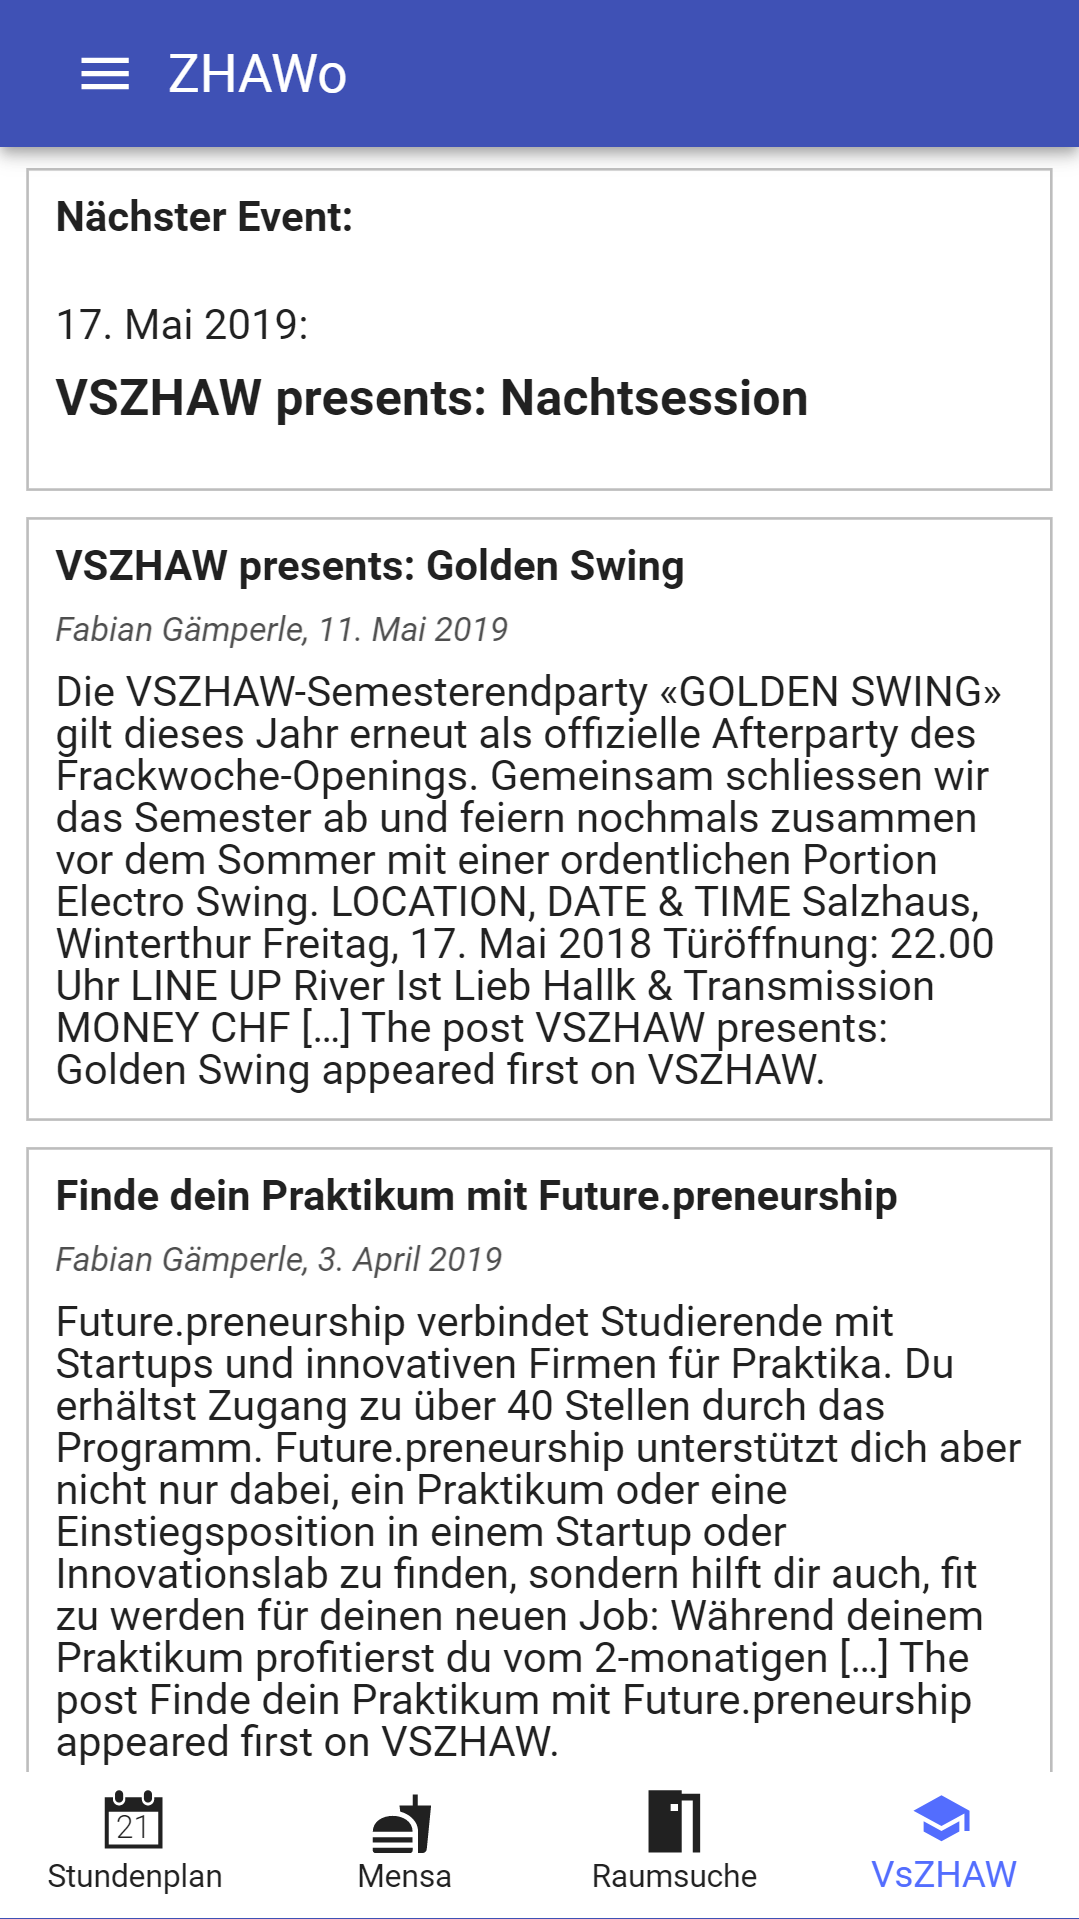 ZHAWo
Nächster Event:
17. Mai 2019:
VSZHAW presents: Nachtsession
VSZHAW presents: Golden Swing
Fabian Gämperle, 11. Mai 2019
Die VSZHAW-Semesterendparty «GOLDEN SWING»
gilt dieses Jahr erneut als offizielle Afterparty des
Frackwoche-Openings. Gemeinsam schliessen wir
das Semester ab und feiern nochmals zusammen
vor dem Sommer mit einer ordentlichen Portion
Electro Swing. LOCATION, DATE & TIME Salzhaus,
Winterthur Freitag, 17. Mai 2018 Türöffnung: 22.00
Uhr LINE UP River Ist Lieb Hallk & Transmission
MONEY CHF [...] The post VSZHAW presents:
Golden Swing appeared first on VSZHAW.
Finde dein Praktikum mit Future.preneurship
Fabian Gämperle, 3. April 2019
Future.preneurship verbindet Studierende mit
Startups und innovativen Firmen für Praktika. Du
erhältst Zugang zu über 40 Stellen durch das
Programm. Future.preneurship unterstützt dich aber
nicht nur dabei, ein Praktikum oder eine
Einstiegsposition in einem Startup oder
Innovationslab zu finden, sondern hilft dir auch, fit
zu werden für deinen neuen Job: Während deinem
Praktikum profitierst du vom 2-monatigen [...] The
post Finde dein Praktikum mit Future.preneurship
appeared first on VSZHAW.
21
Stundenplan
Mensa
Raumsuche
VsZHAW